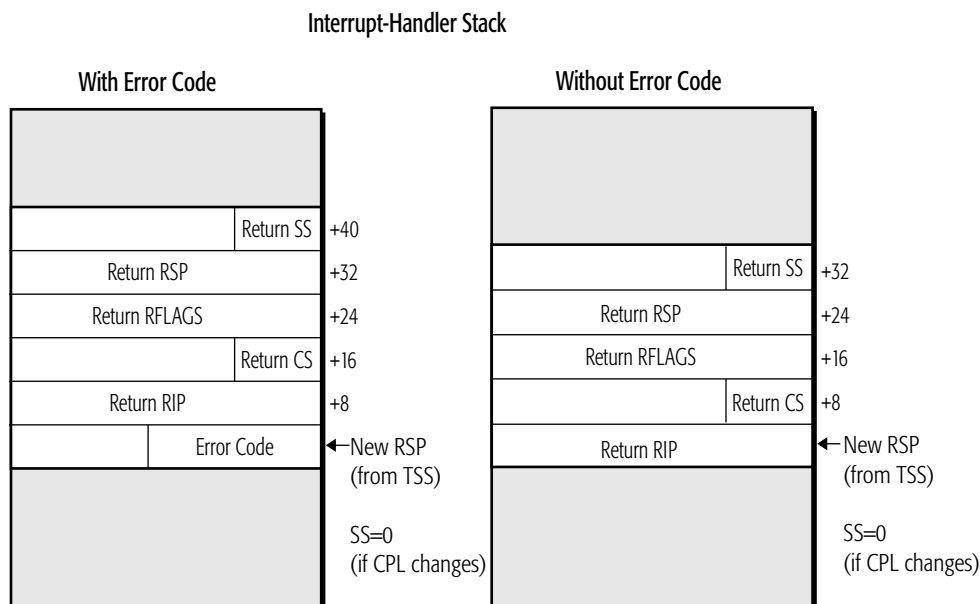 Interrupt-Handler Stack
With Error Code
Return SS +40
Return RSP +32
Return RFLAGS +24
Return CS +16
Return RIP +8
Error Code New RSP
(from TSS)
SS=0
(if CPL changes)
Without Error Code
Return SS +32
Return RSP +24
Return RFLAGS +16
Return CS +8
Return RIP New RSP
(from TSS)
SS=0
(if CPL changes)